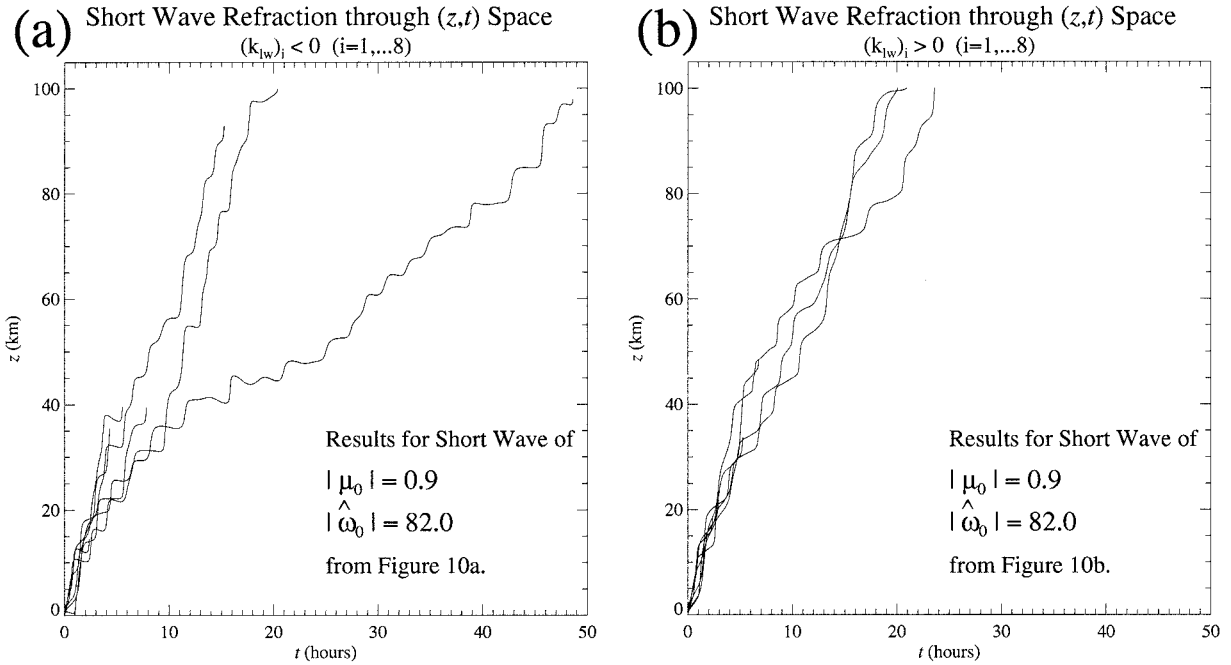 (a)
Short Wave Refraction through (z,t) Space
(k_lw)_i < 0 (i=1,...8)
100
80
60
40
20
0
z (km)
0 10 20 30 40 50
t (hours)
Results for Short Wave of
| μ_0 | = 0.9
| ω̂_0 | = 82.0
from Figure 10a.
(b)
Short Wave Refraction through (z,t) Space
(k_lw)_i > 0 (i=1,...8)
100
80
60
40
20
0
z (km)
0 10 20 30 40 50
t (hours)
Results for Short Wave of
| μ_0 | = 0.9
| ω̂_0 | = 82.0
from Figure 10b.